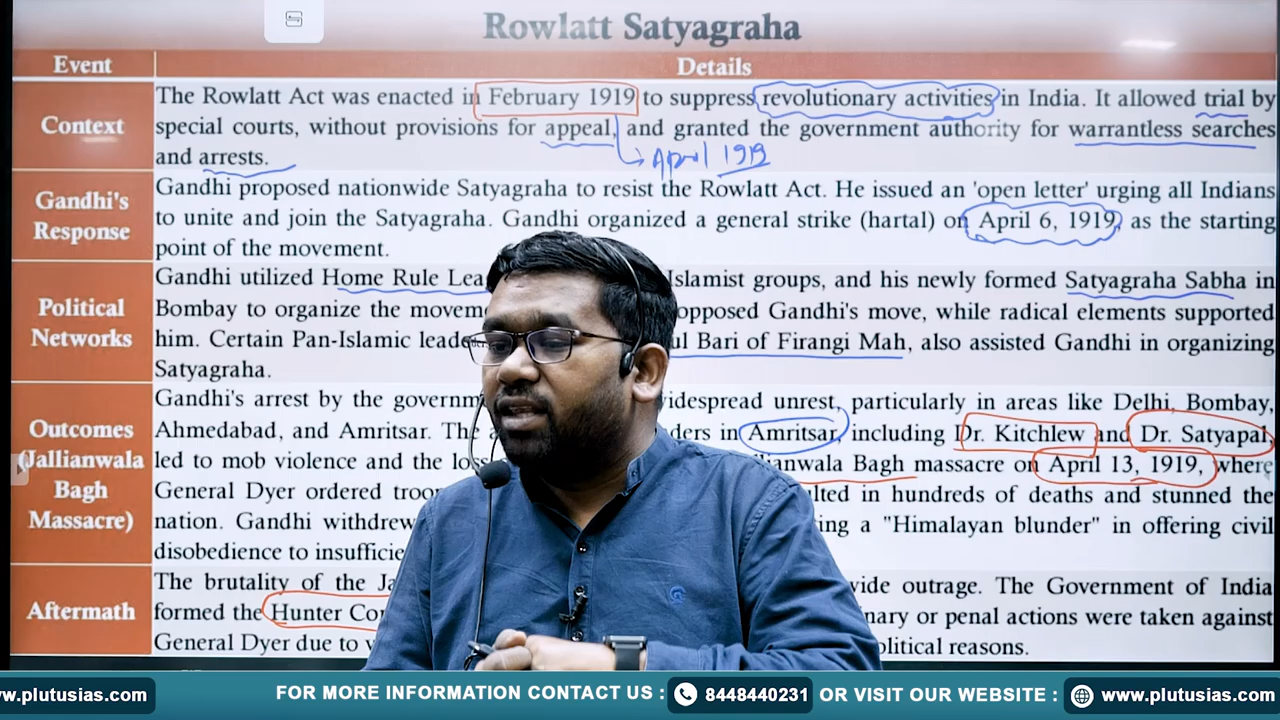 Rowlatt Satyagraha
Event
Details
Context
The Rowlatt Act was enacted in February 1919 to suppress revolutionary activities in India. It allowed trial by
special courts, without provisions for appeal, and granted the government authority for warrantless searches
and arrests.
April 1919
Gandhi's
Response
Gandhi proposed nationwide Satyagraha to resist the Rowlatt Act. He issued an 'open letter' urging all Indians
to unite and join the Satyagraha. Gandhi organized a general strike (hartal) on April 6, 1919, as the starting
point of the movement.
Political
Networks
Gandhi utilized Home Rule Lea Islamist groups, and his newly formed Satyagraha Sabha in
Bombay to organize the movem opposed Gandhi's move, while radical elements supported
him. Certain Pan-Islamic leade ul Bari of Firangi Mah, also assisted Gandhi in organizing
Satyagraha.
Outcomes
(Jallianwala
Bagh
Massacre)
Gandhi's arrest by the governm idespread unrest, particularly in areas like Delhi, Bombay,
Ahmedabad, and Amritsar. The ders in Amritsar, including Dr. Kitchlew and Dr. Satyapal,
led to mob violence and the los ianwala Bagh massacre on April 13, 1919, where
General Dyer ordered troo ulted in hundreds of deaths and stunned the
nation. Gandhi withdrew ing a "Himalayan blunder" in offering civil
disobedience to insufficie
Aftermath
The brutality of the Ja wide outrage. The Government of India
formed the Hunter Co nary or penal actions were taken against
General Dyer due to olitical reasons.
ww.plutusias.com
FOR MORE INFORMATION CONTACT US : 8448440231 OR VISIT OUR WEBSITE : www.plutusias.com